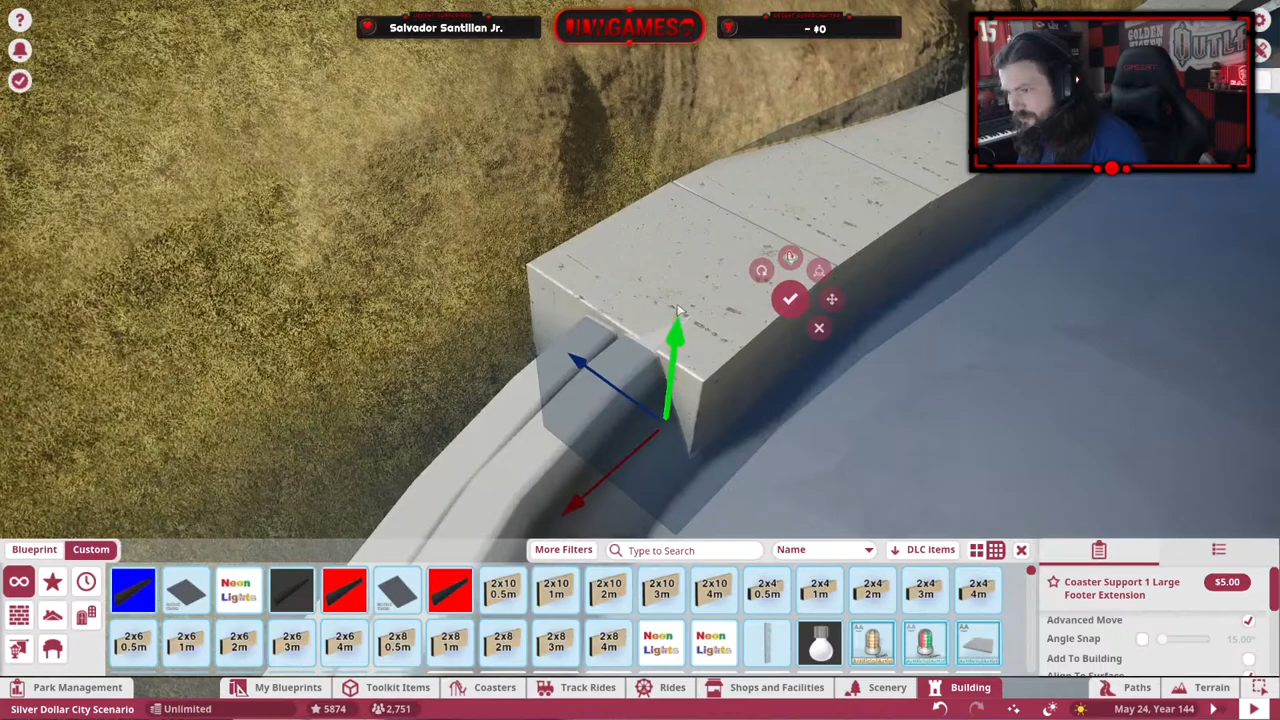 Salvador Santillan Jr.
- $0
15
Blueprint
Custom
More Filters
Type to Search
Name
DLC Items
Neon Lights
2x10 0.5m
2x10 1m
2x10 2m
2x10 3m
2x10 4m
2x4 0.5m
2x4 1m
2x4 2m
2x4 3m
2x4 4m
2x6 0.5m
2x6 1m
2x6 2m
2x6 3m
2x6 4m
2x8 0.5m
2x8 1m
2x8 2m
2x8 3m
2x8 4m
Neon Lights
Neon Lights
Coaster Support 1 Large Footer Extension
$5.00
Advanced Move
Angle Snap
15.00°
Add To Building
Park Management
My Blueprints
Toolkit Items
Coasters
Track Rides
Rides
Shops and Facilities
Scenery
Building
Paths
Terrain
Silver Dollar City Scenario
Unlimited
5874
2,751
May 24, Year 144